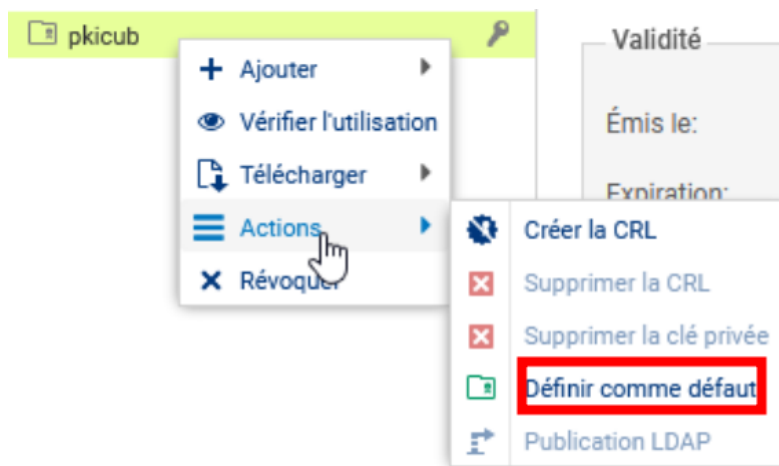 pkicub
Validité
Ajouter
Émis le:
Vérifier l'utilisation
Télécharger
Expiration:
Actions
Créer la CRL
Révoquer
Supprimer la CRL
Supprimer la clé privée
Définir comme défaut
Publication LDAP